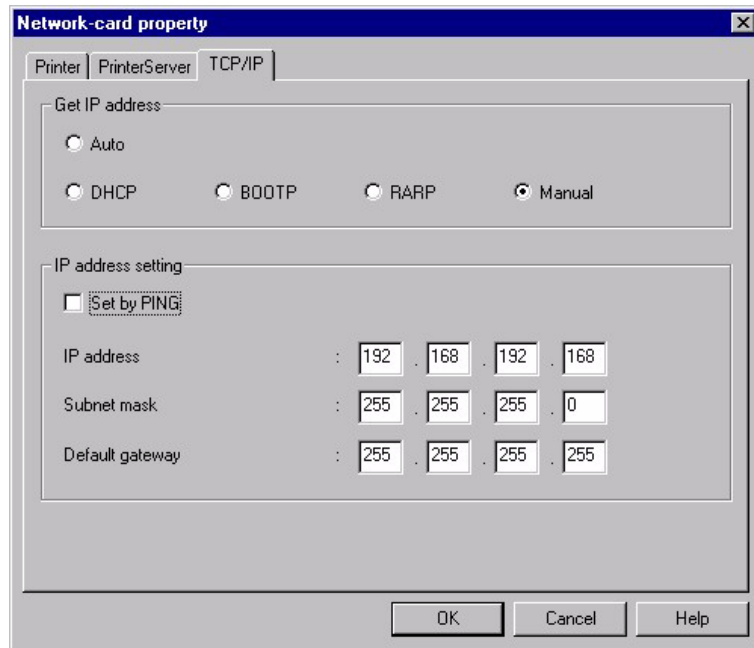 Network-card property
Printer PrinterServer TCP/IP
Get IP address
Auto
DHCP BOOTP RARP Manual
IP address setting
Set by PING
IP address : 192 . 168 . 192 . 168
Subnet mask : 255 . 255 . 255 . 0
Default gateway : 255 . 255 . 255 . 255
OK Cancel Help